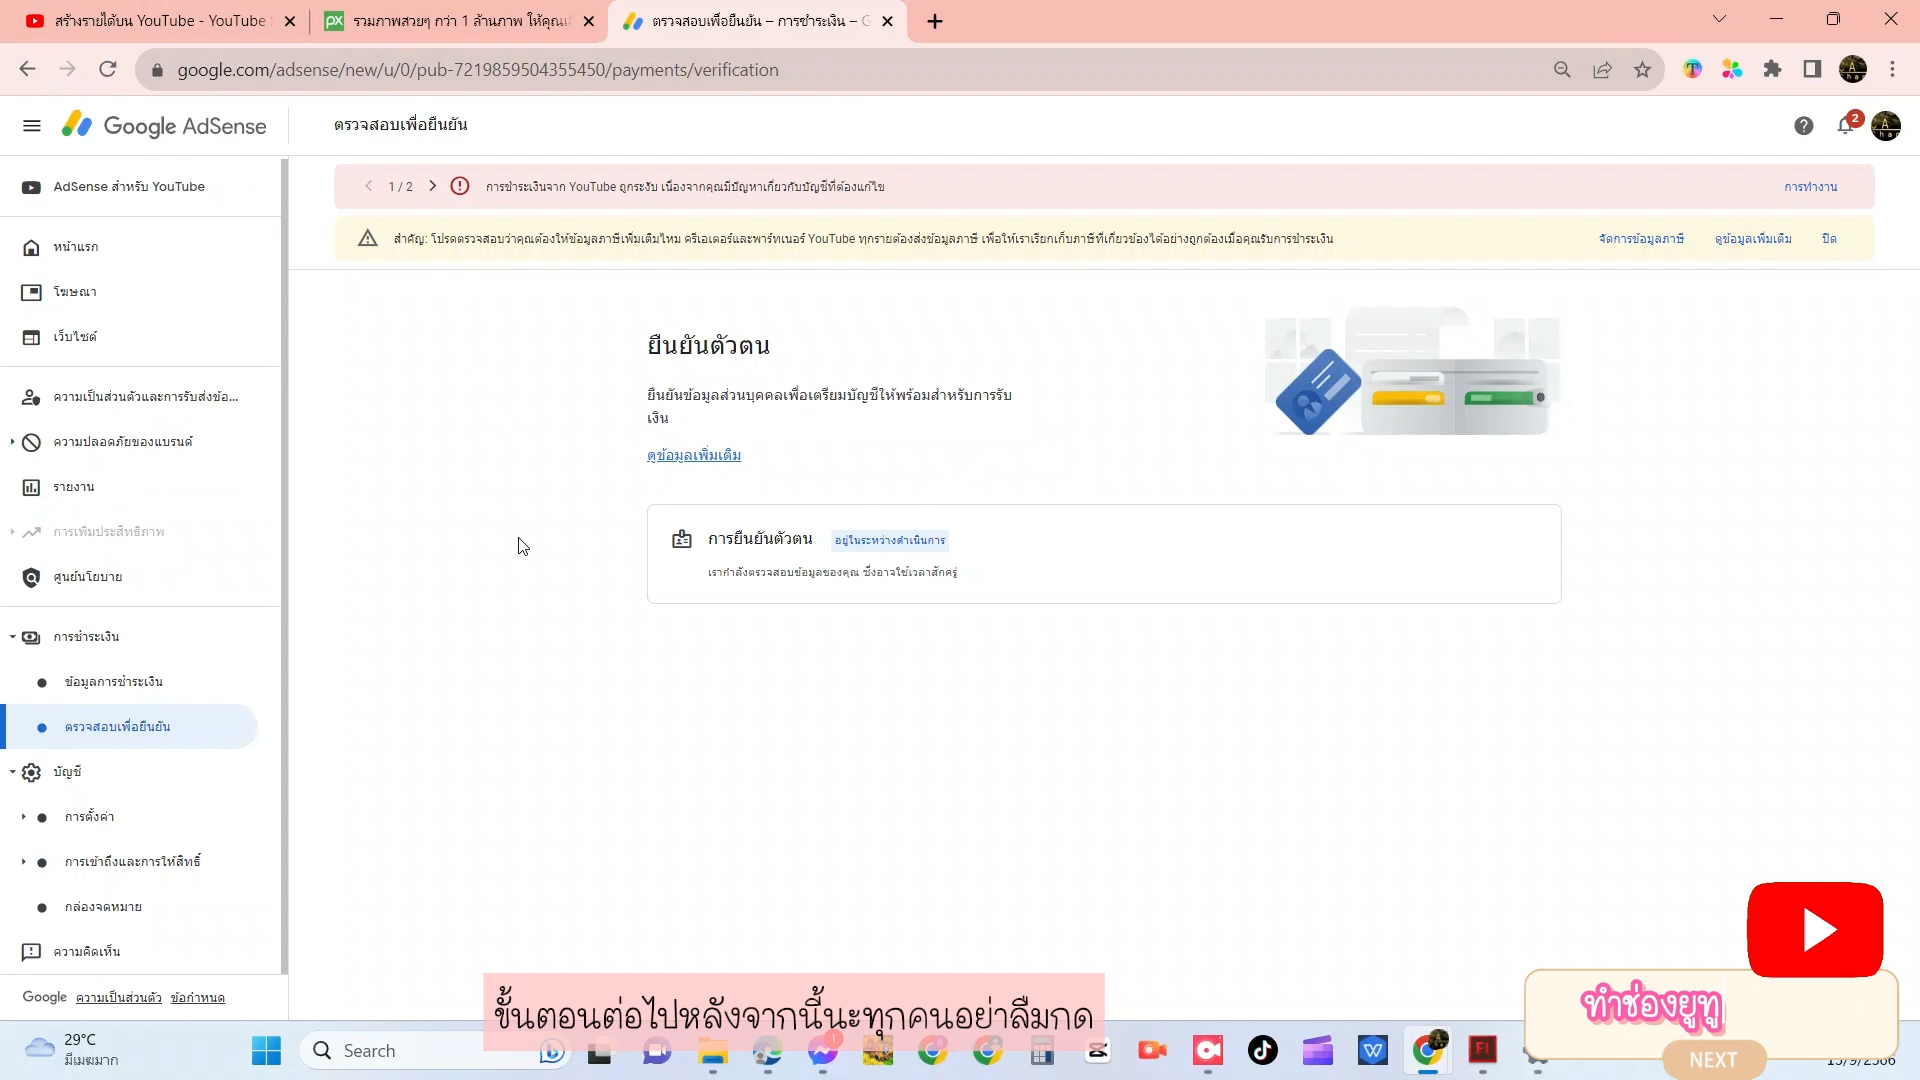 สร้างรายได้บน YouTube - YouTube
รวมภาพสวยๆ กว่า 1 ล้านภาพ ให้คุณ
ตรวจสอบเพื่อยืนยัน – การชำระเงิน – G
google.com/adsense/new/u/0/pub-7219859504355450/payments/verification
Google AdSense
ตรวจสอบเพื่อยืนยัน
2
AdSense สำหรับ YouTube
1 / 2
การชำระเงินจาก YouTube ถูกระงับ เนื่องจากคุณมีปัญหาเกี่ยวกับบัญชีที่ต้องแก้ไข
การทำงาน
สำคัญ: โปรดตรวจสอบว่าคุณต้องให้ข้อมูลภาษีเพิ่มเติมไหม ครีเอเตอร์และพาร์ทเนอร์ YouTube ทุกรายต้องส่งข้อมูลภาษี เพื่อให้เราเรียกเก็บภาษีที่เกี่ยวข้องได้อย่างถูกต้องเมื่อคุณรับการชำระเงิน
จัดการข้อมูลภาษี
ดูข้อมูลเพิ่มเติม
ปิด
หน้าแรก
โฆษณา
เว็บไซต์
ความเป็นส่วนตัวและการรับส่งข้อ...
ความปลอดภัยของแบรนด์
รายงาน
การเพิ่มประสิทธิภาพ
ศูนย์นโยบาย
การชำระเงิน
ข้อมูลการชำระเงิน
ตรวจสอบเพื่อยืนยัน
บัญชี
การตั้งค่า
การเข้าถึงและการให้สิทธิ์
กล่องจดหมาย
ความคิดเห็น
Google ความเป็นส่วนตัว ข้อกำหนด
ยืนยันตัวตน
ยืนยันข้อมูลส่วนบุคคลเพื่อเตรียมบัญชีให้พร้อมสำหรับการรับ
เงิน
ดูข้อมูลเพิ่มเติม
การยืนยันตัวตน อยู่ในระหว่างดำเนินการ
เรากำลังตรวจสอบข้อมูลของคุณ ซึ่งอาจใช้เวลาสักครู่
ขั้นตอนต่อไปหลังจากนี้นะทุกคนอย่าลืมกด
ทำช่องยูทู
NEXT
29°C
มีเมฆมาก
Search
1
15/9/2566